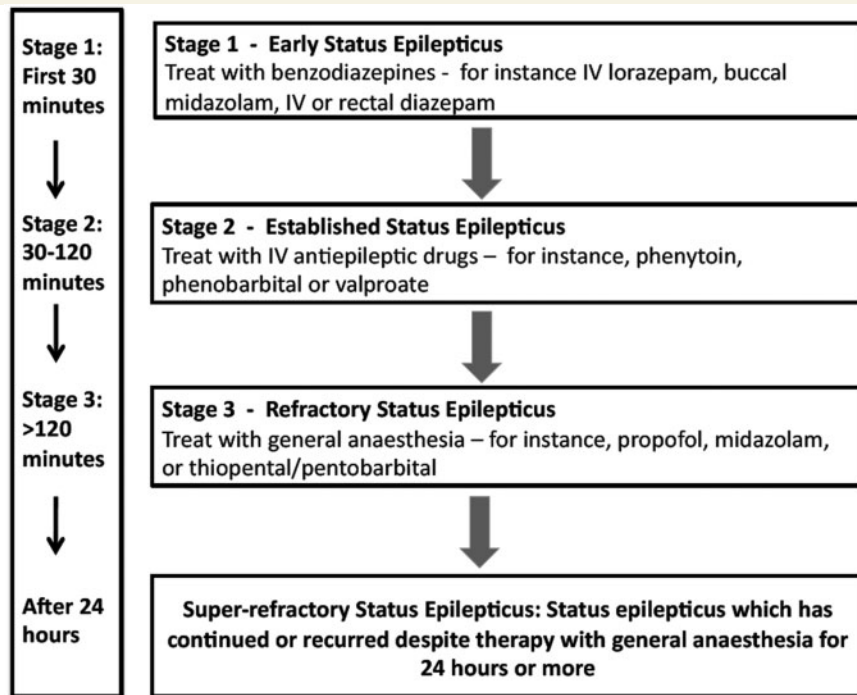 Stage 1:
First 30
minutes
Stage 2:
30-120
minutes
Stage 3:
>120
minutes
After 24
hours
Stage 1 - Early Status Epilepticus
Treat with benzodiazepines - for instance IV lorazepam, buccal
midazolam, IV or rectal diazepam
Stage 2 - Established Status Epilepticus
Treat with IV antiepileptic drugs – for instance, phenytoin,
phenobarbital or valproate
Stage 3 - Refractory Status Epilepticus
Treat with general anaesthesia – for instance, propofol, midazolam,
or thiopental/pentobarbital
Super-refractory Status Epilepticus: Status epilepticus which has
continued or recurred despite therapy with general anaesthesia for
24 hours or more